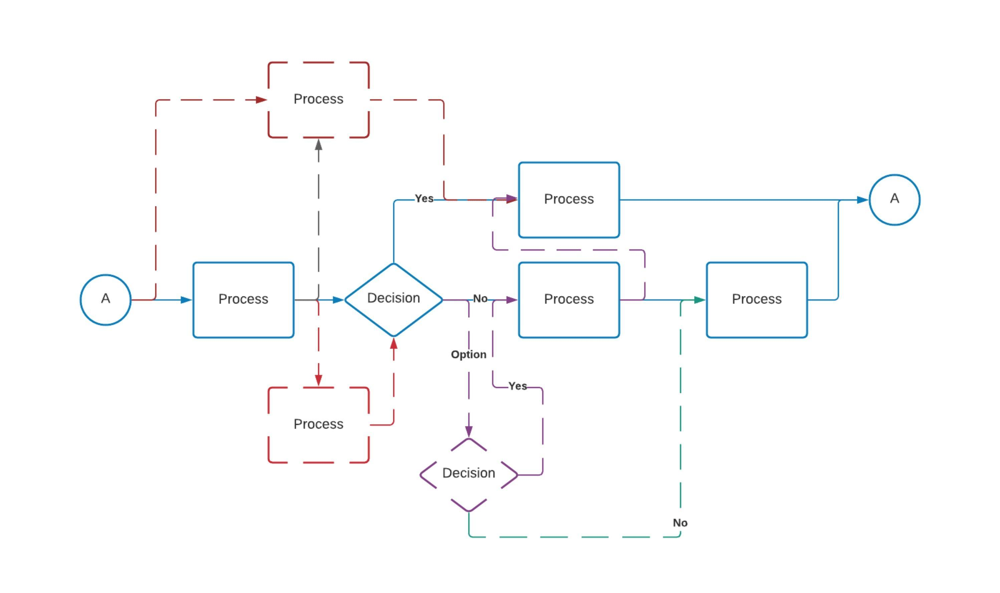 Process
Yes
Process
A
A
Process
Decision
No
Process
Process
Option
Yes
Process
Decision
No